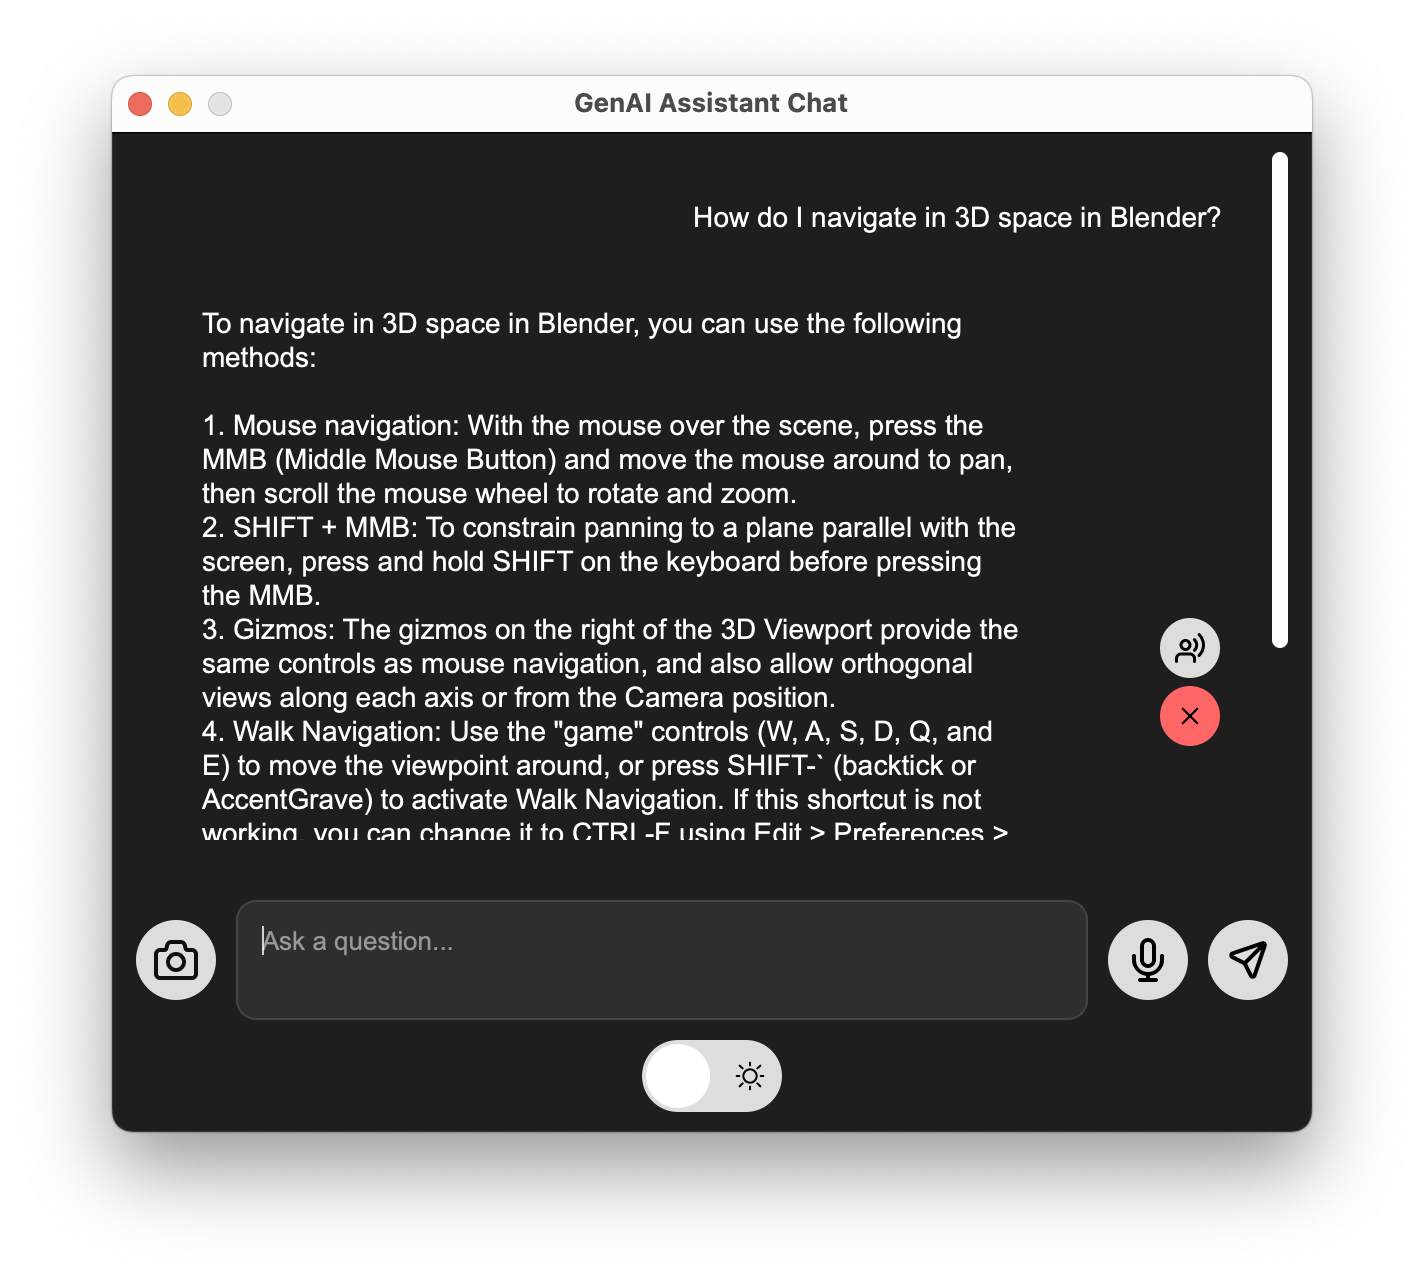 GenAI Assistant Chat
How do I navigate in 3D space in Blender?
To navigate in 3D space in Blender, you can use the following
methods:
1. Mouse navigation: With the mouse over the scene, press the
MMB (Middle Mouse Button) and move the mouse around to pan,
then scroll the mouse wheel to rotate and zoom.
2. SHIFT + MMB: To constrain panning to a plane parallel with the
screen, press and hold SHIFT on the keyboard before pressing
the MMB.
3. Gizmos: The gizmos on the right of the 3D Viewport provide the
same controls as mouse navigation, and also allow orthogonal
views along each axis or from the Camera position.
4. Walk Navigation: Use the "game" controls (W, A, S, D, Q, and
E) to move the viewpoint around, or press SHIFT-` (backtick or
AccentGrave) to activate Walk Navigation. If this shortcut is not
working, you can change it to using Edit > Preferences >
Ask a question...